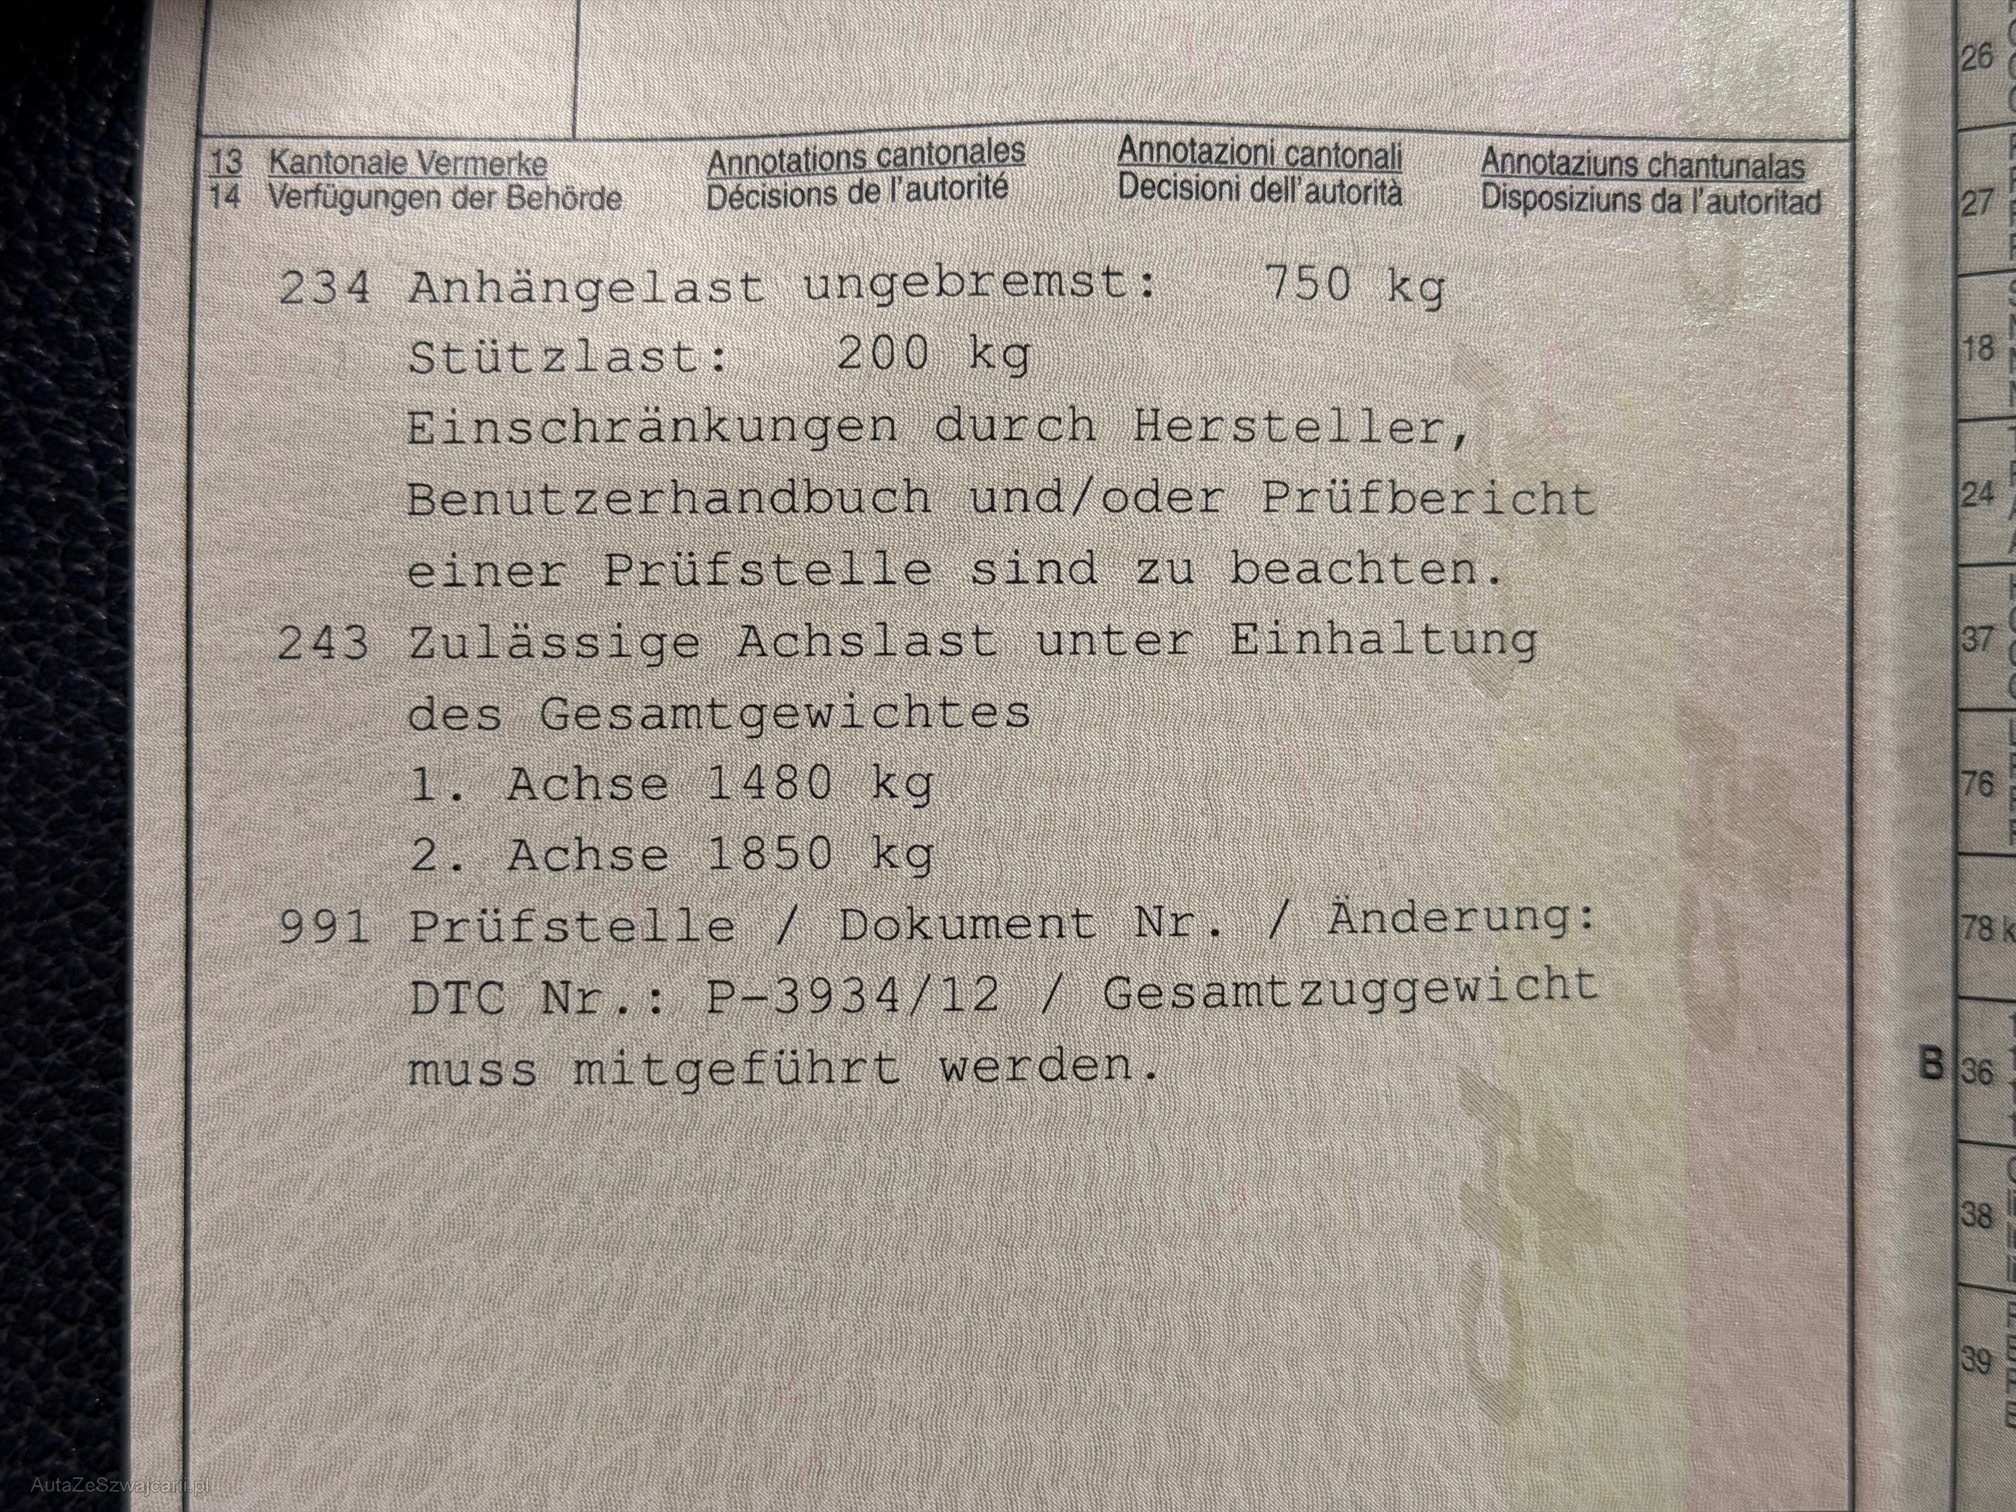 13 Kantonale Vermerke Annotations cantonales Annotazioni cantonali Annotaziuns chantunalas
14 Verfügungen der Behörde Décisions de l'autorité Decisioni dell'autorità Disposiziuns da l'autoritad
234 Anhängelast ungebremst: 750 kg
Stützlast: 200 kg
Einschränkungen durch Hersteller,
Benutzerhandbuch und/oder Prüfbericht
einer Prüfstelle sind zu beachten.
243 Zulässige Achslast unter Einhaltung
des Gesamtgewichtes
1. Achse 1480 kg
2. Achse 1850 kg
991 Prüfstelle / Dokument Nr. / Änderung:
DTC Nr.: P-3934/12 / Gesamtzuggewicht
muss mitgeführt werden.
26
27
18
24
37
76
78
B 36
38
39
AutaZeSzwajcarii.pl